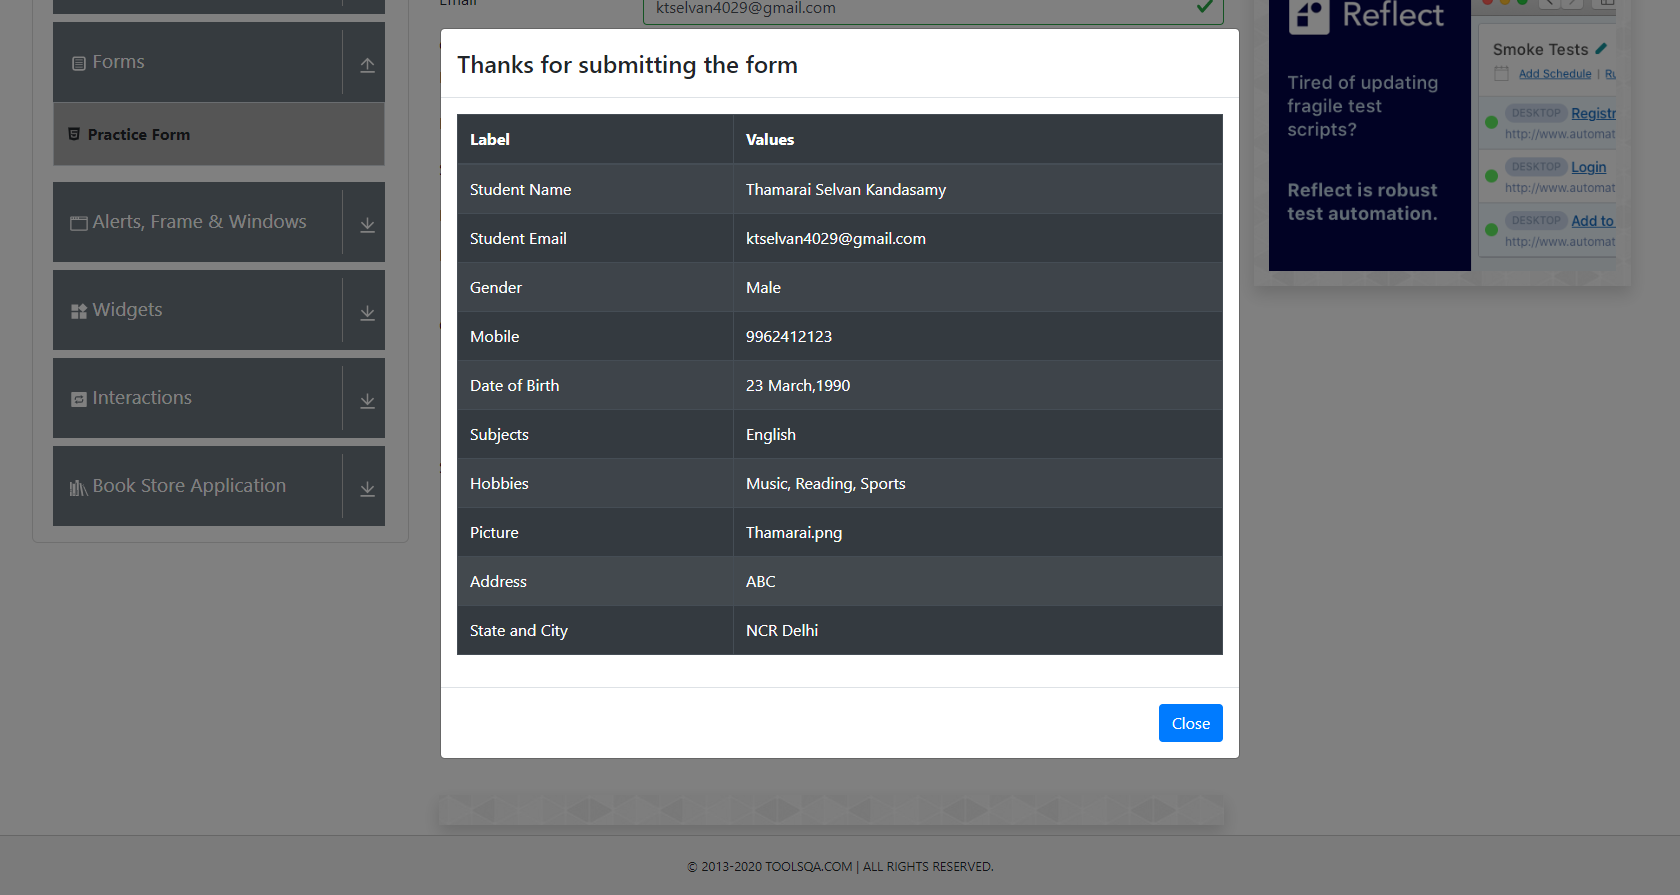 Email
ktselvan4029@gmail.com
Forms
Practice Form
Alerts, Frame & Windows
Widgets
Interactions
Book Store Application
Thanks for submitting the form
Label Values
Student Name Thamarai Selvan Kandasamy
Student Email ktselvan4029@gmail.com
Gender Male
Mobile 9962412123
Date of Birth 23 March,1990
Subjects English
Hobbies Music, Reading, Sports
Picture Thamarai.png
Address ABC
State and City NCR Delhi
Close
Reflect
Tired of updating
fragile test
scripts?
Reflect is robust
test automation.
Smoke Tests
Add Schedule | Ru
DESKTOP Registr
http://www.automat
DESKTOP Login
http://www.automat
DESKTOP Add to
http://www.automat
© 2013-2020 TOOLSQA.COM | ALL RIGHTS RESERVED.